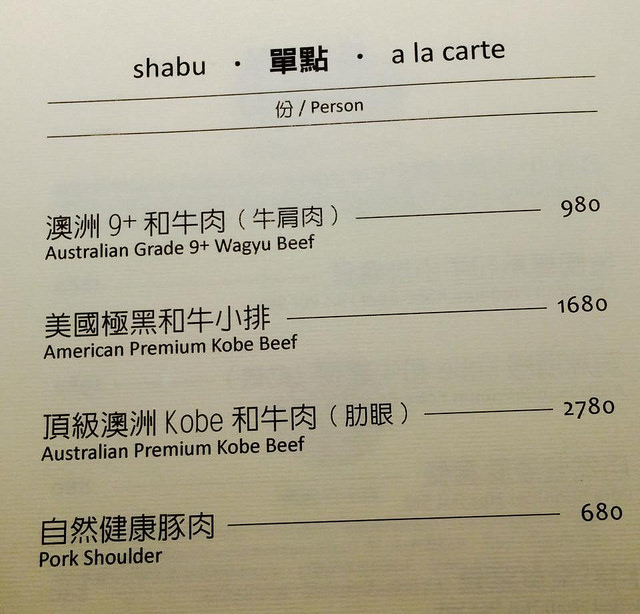 shabu · 單點 · a la carte
份 / Person
澳洲 9+ 和牛肉（牛肩肉） 980
Australian Grade 9+ Wagyu Beef
美國極黑和牛小排 1680
American Premium Kobe Beef
頂級澳洲 Kobe 和牛肉（肋眼） 2780
Australian Premium Kobe Beef
自然健康豚肉 680
Pork Shoulder